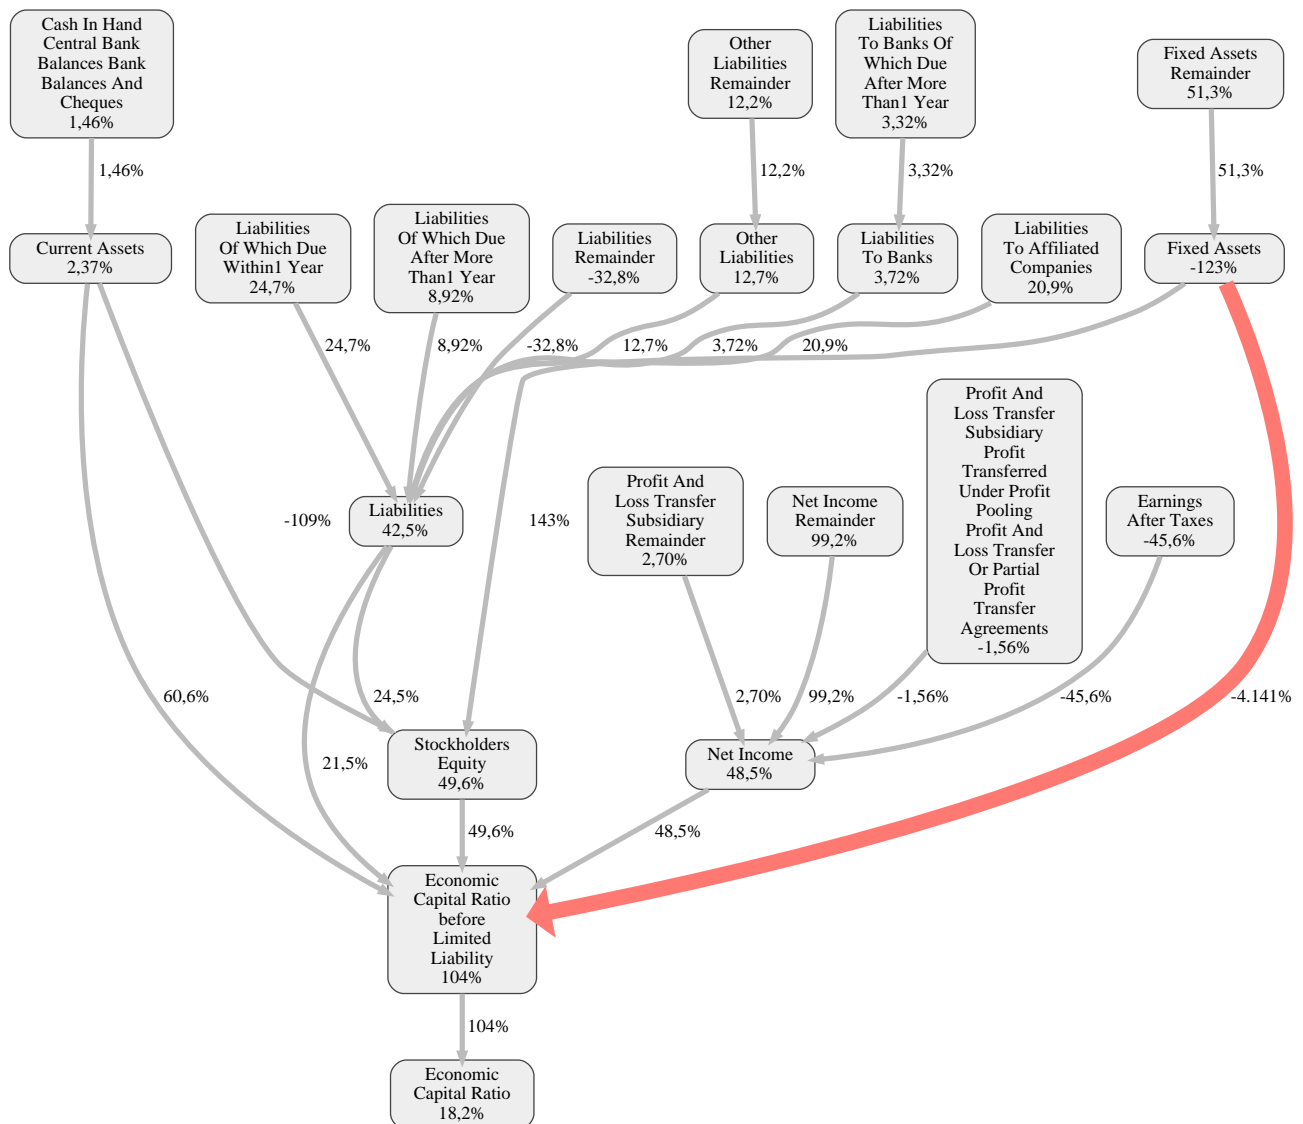 Cash In Hand
Central Bank
Balances Bank
Balances And
Cheques
1,46%
Other
Liabilities
Remainder
12,2%
Liabilities
To Banks Of
Which Due
After More
Than1 Year
3,32%
Fixed Assets
Remainder
51,3%
1,46%
12,2%
3,32%
51,3%
Current Assets
2,37%
Liabilities
Of Which Due
Within1 Year
24,7%
Liabilities
Of Which Due
After More
Than1 Year
8,92%
Liabilities
Remainder
-32,8%
Other
Liabilities
12,7%
Liabilities
To Banks
3,72%
Liabilities
To Affiliated
Companies
20,9%
Fixed Assets
-123%
24,7%
8,92%
-32,8%
12,7%
3,72%
20,9%
Profit And
Loss Transfer
Subsidiary
Profit
Transferred
Under Profit
Pooling
Profit And
Loss Transfer
Or Partial
Profit
Transfer
Agreements
-1,56%
Profit And
Loss Transfer
Subsidiary
Remainder
2,70%
Net Income
Remainder
99,2%
Earnings
After Taxes
-45,6%
Liabilities
42,5%
-109%
143%
60,6%
24,5%
2,70%
99,2%
-1,56%
-45,6%
-4.141%
Stockholders
Equity
49,6%
Net Income
48,5%
21,5%
49,6%
48,5%
Economic
Capital Ratio
before
Limited
Liability
104%
104%
Economic
Capital Ratio
18,2%